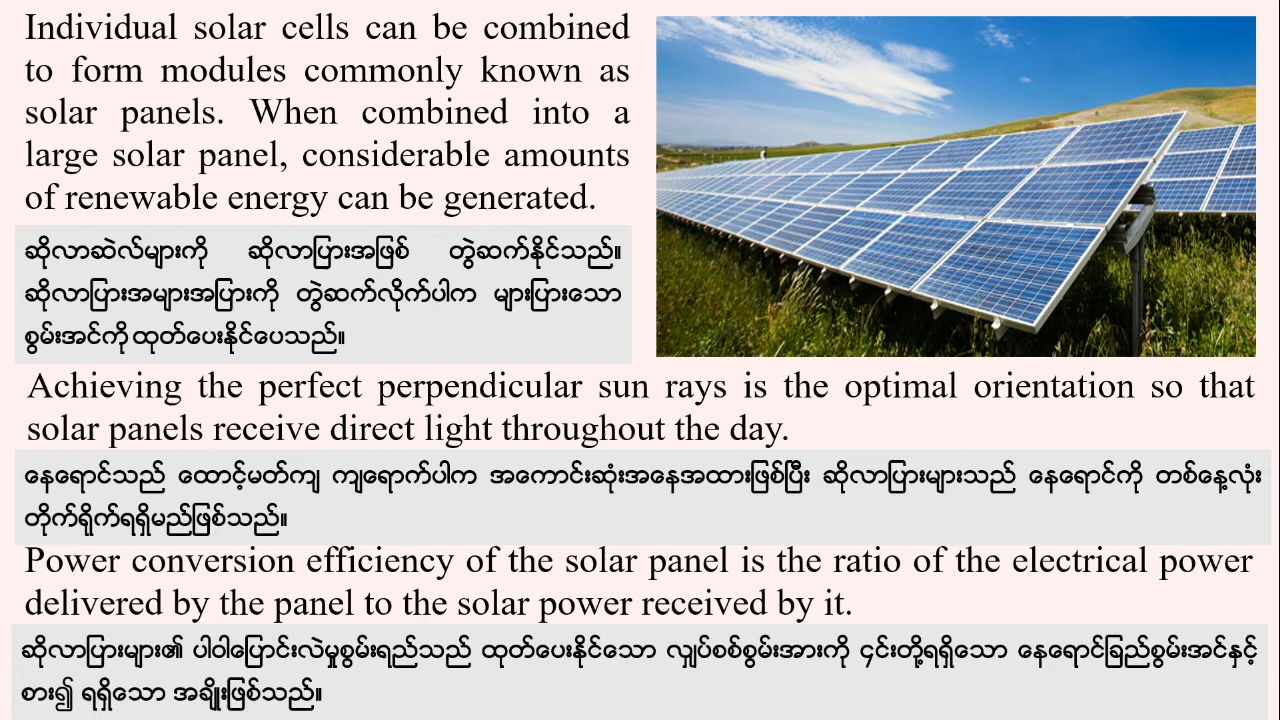 Individual solar cells can be combined
to form modules commonly known as
solar panels. When combined into a
large solar panel, considerable amounts
of renewable energy can be generated.
ဆိုလာဆဲလ်များကို ဆိုလာပြားအဖြစ် တွဲဆက်နိုင်သည်။
ဆိုလာပြားအများအပြားကို တွဲဆက်လိုက်ပါက များပြားသော
စွမ်းအင်ကို ထုတ်ပေးနိုင်ပေသည်။
Achieving the perfect perpendicular sun rays is the optimal orientation so that
solar panels receive direct light throughout the day.
နေရောင်သည် ထောင့်မတ်ကျ ကျရောက်ပါက အကောင်းဆုံးအနေအထားဖြစ်ပြီး ဆိုလာပြားများသည် နေရောင်ကို တစ်နေ့လုံး
တိုက်ရိုက်ရရှိမည်ဖြစ်သည်။
Power conversion efficiency of the solar panel is the ratio of the electrical power
delivered by the panel to the solar power received by it.
ဆိုလာပြားများ၏ ပါဝါပြောင်းလဲမှုစွမ်းရည်သည် ထုတ်ပေးနိုင်သော လျှပ်စစ်စွမ်းအားကို ၄င်းတို့ရရှိသော နေရောင်ခြည်စွမ်းအင်နှင့်
စား၍ ရရှိသော အချိုးဖြစ်သည်။